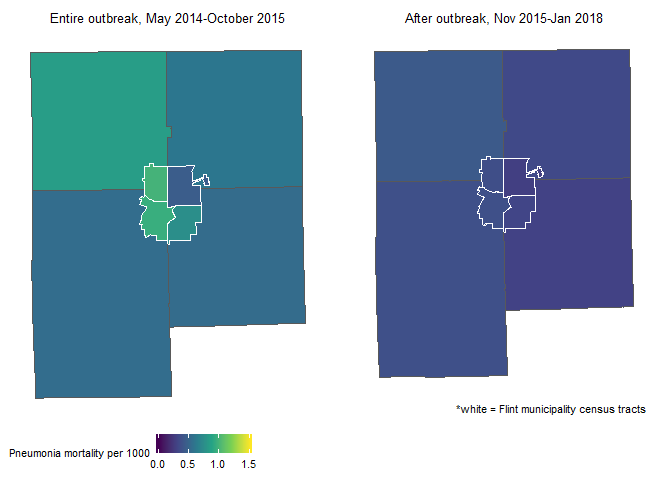 Entire outbreak, May 2014-October 2015
After outbreak, Nov 2015-Jan 2018
*white = Flint municipality census tracts
Pneumonia mortality per 1000
0.0 0.5 1.0 1.5